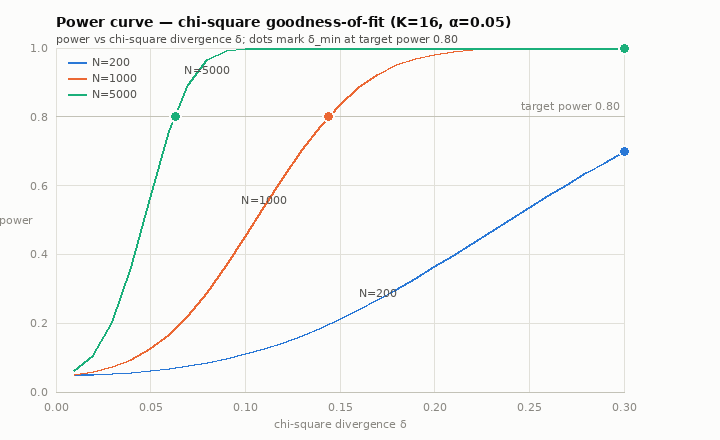 Power curve — chi-square goodness-of-fit (K=16, α=0.05)
power vs chi-square divergence δ; dots mark δ_min at target power 0.80
1.0
N=200
N=5000
N=1000
N=5000
target power 0.80
0.8
0.6
N=1000
power
0.4
N=200
0.2
0.0
0.00 0.05 0.10 0.15 0.20 0.25 0.30
chi-square divergence δ